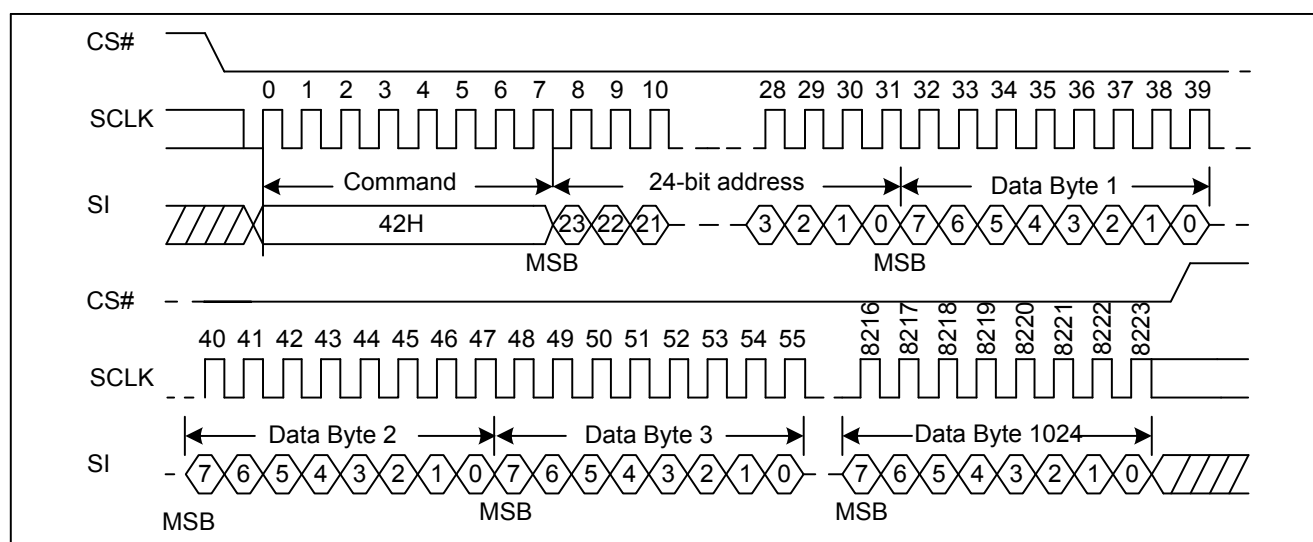 CS#
0 1 2 3 4 5 6 7 8 9 10 28 29 30 31 32 33 34 35 36 37 38 39
SCLK
Command 24-bit address Data Byte 1
SI
42H 23 22 21 3 2 1 0 7 6 5 4 3 2 1 0
MSB MSB
CS#
40 41 42 43 44 45 46 47 48 49 50 51 52 53 54 55 8216 8217 8218 8219 8220 8221 8222 8223
SCLK
Data Byte 2 Data Byte 3 Data Byte 1024
SI
7 6 5 4 3 2 1 0 7 6 5 4 3 2 1 0 7 6 5 4 3 2 1 0
MSB MSB MSB